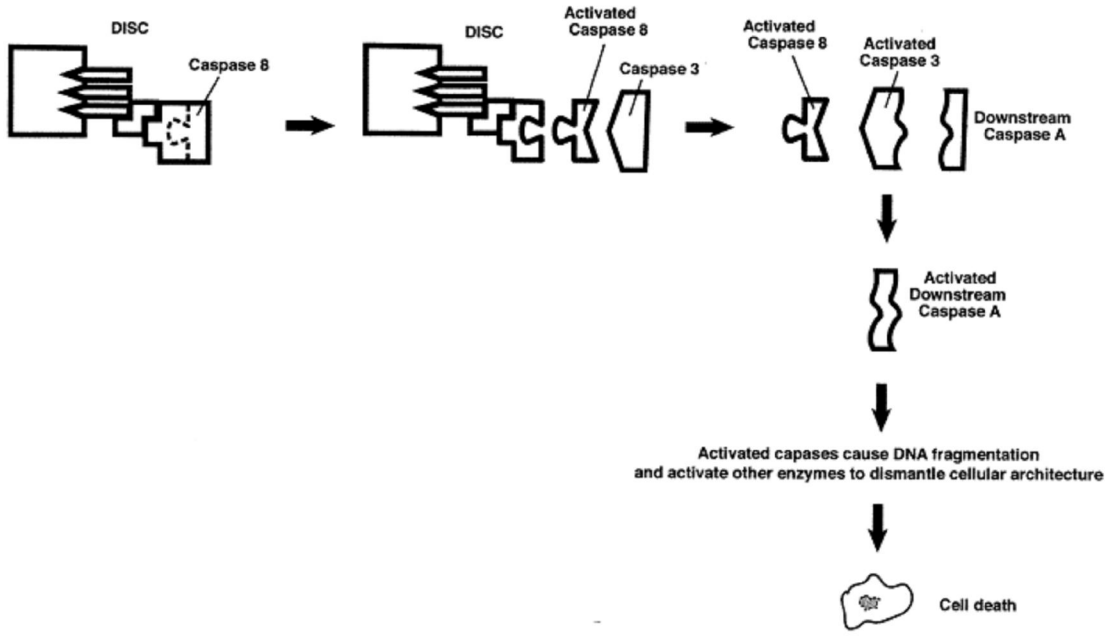 DISC
Caspase 8
DISC
Activated
Caspase 8
Caspase 3
Activated
Caspase 8
Activated
Caspase 3
Downstream
Caspase A
Activated
Downstream
Caspase A
Activated capases cause DNA fragmentation
and activate other enzymes to dismantle cellular architecture
Cell death